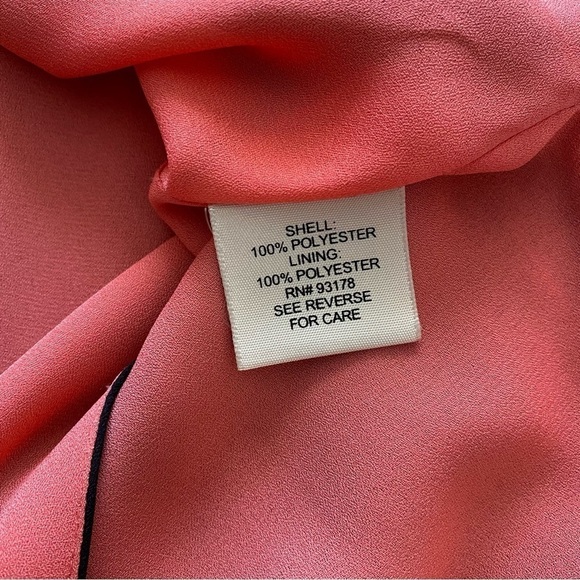 SHELL:
100% POLYESTER
LINING:
100% POLYESTER
RN# 93178
SEE REVERSE
FOR CARE